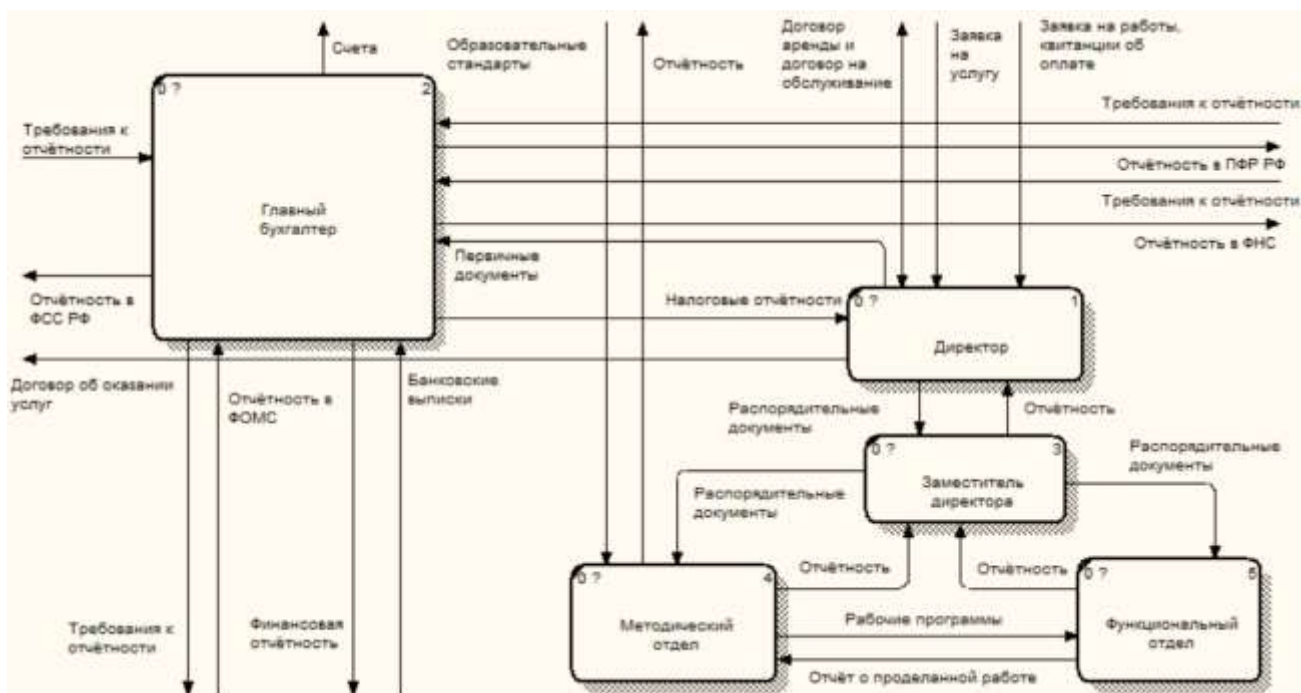 Счета
Образовательные
стандарты
Отчётность
Договор
аренды и
договор на
обслуживание
Заявка
на
услугу
Заявка на работы,
квитанции об
оплате
0 ?
2
Главный
бухгалтер
Требования к
отчётности
Требования к отчётности
Отчётность в ПФР РФ
Требования к отчётности
Отчётность в ФНС
Первичные
документы
Отчётность в
ФСС РФ
Налоговые отчётности
0 ?
1
Директор
Договор об оказании
услуг
Отчётность в
ФОМС
Банковские
выписки
Распорядительные
документы
Отчётность
0 ?
3
Заместитель
директора
Распорядительные
документы
Распорядительные
документы
Отчётность
Отчётность
0 ?
4
Методический
отдел
0 ?
5
Функциональный
отдел
Рабочие программы
Отчёт о проделанной работе
Требования к
отчётности
Финансовая
отчётность